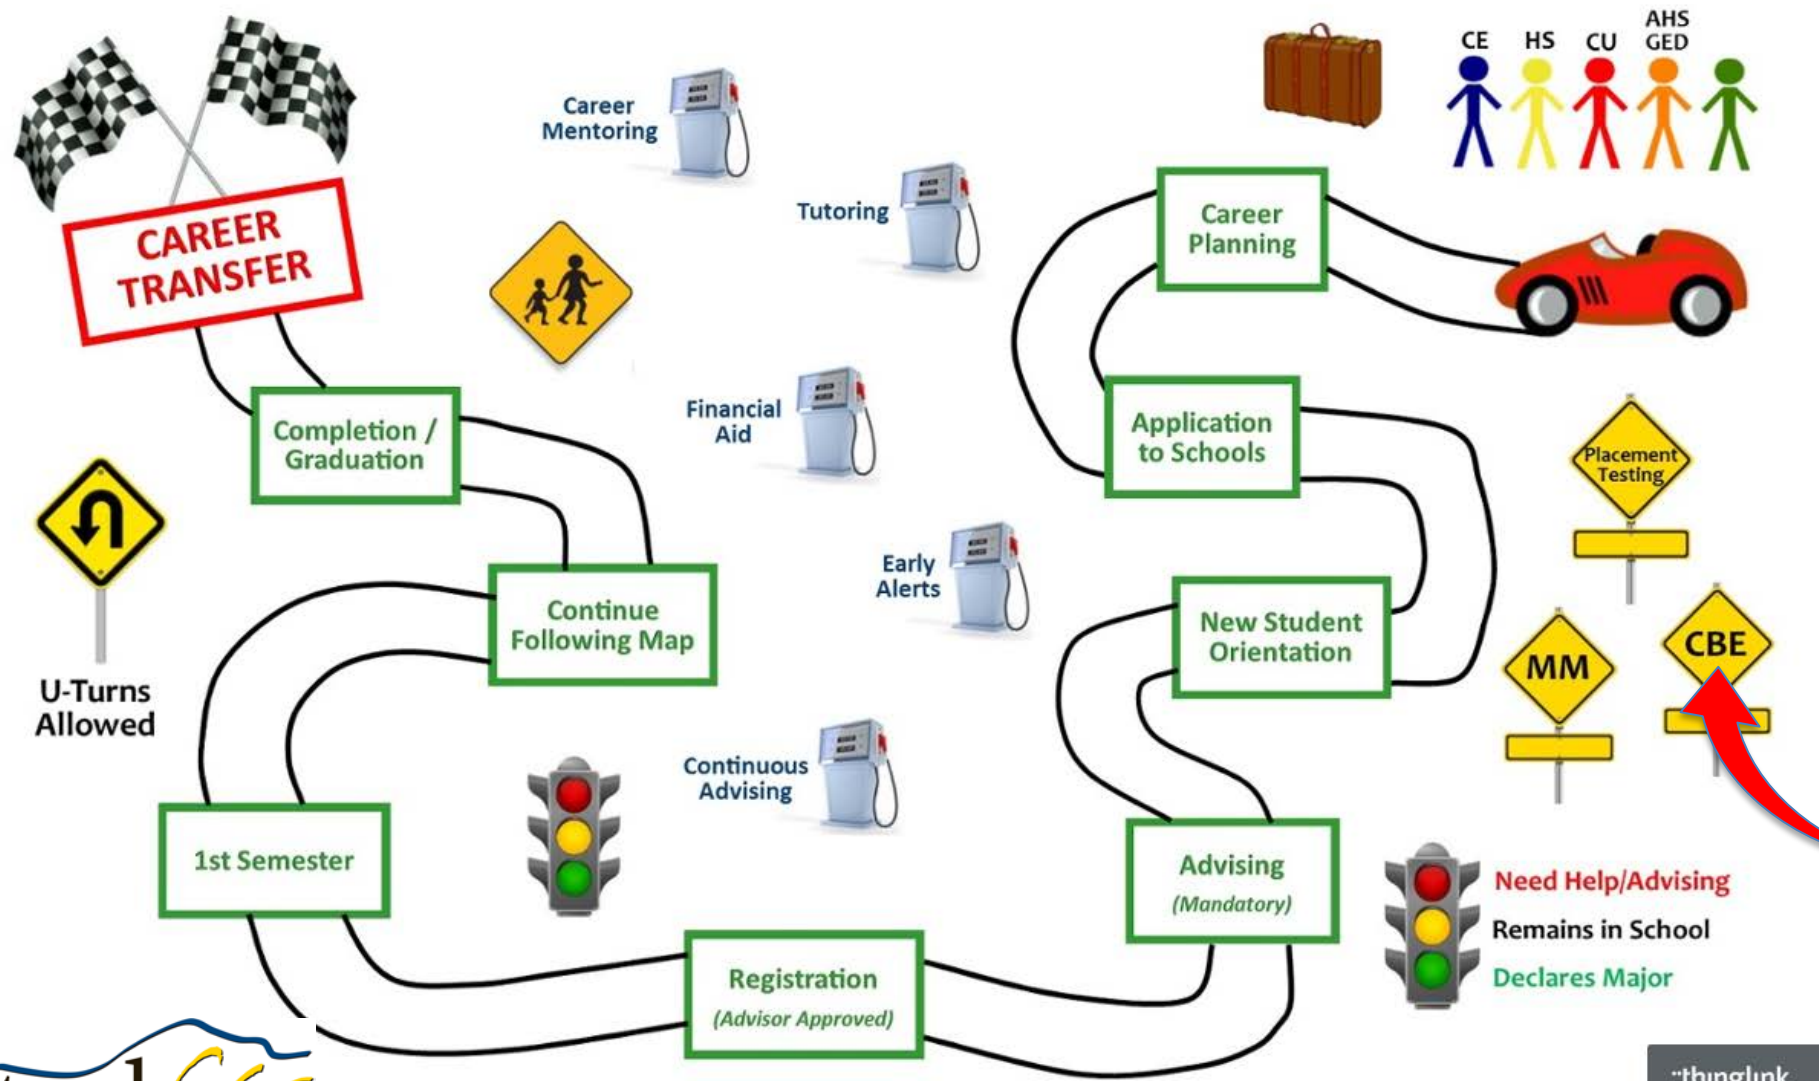 CE
HS
CU
AHS
GED
Career
Mentoring
Tutoring
CAREER
TRANSFER
Career
Planning
Financial
Aid
Application
to Schools
Completion /
Graduation
Placement
Testing
Early
Alerts
Continue
Following Map
New Student
Orientation
MM
CBE
U-Turns
Allowed
Continuous
Advising
1st Semester
Advising
(Mandatory)
Need Help/Advising
Remains in School
Declares Major
Registration
(Advisor Approved)
thinglink